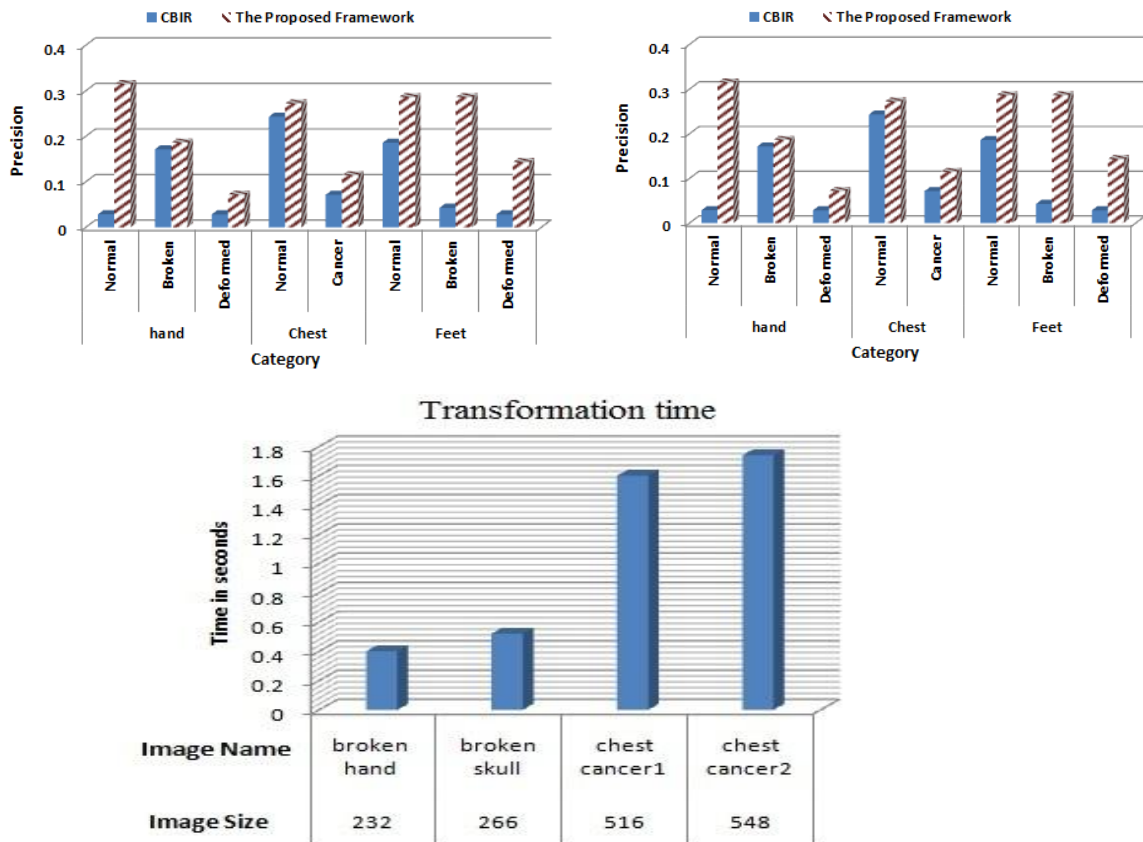 CBIR The Proposed Framework
Precision
0.4
0.3
0.2
0.1
0
Normal Broken Deformed Normal Cancer Normal Broken Deformed
hand Chest Feet
Category
CBIR The Proposed Framework
Precision
0.4
0.3
0.2
0.1
0
Normal Broken Deformed Normal Cancer Normal Broken Deformed
hand Chest Feet
Category
Transformation time
Time in seconds
1.8
1.6
1.4
1.2
1
0.8
0.6
0.4
0.2
0
Image Name broken hand broken skull chest cancer1 chest cancer2
Image Size 232 266 516 548